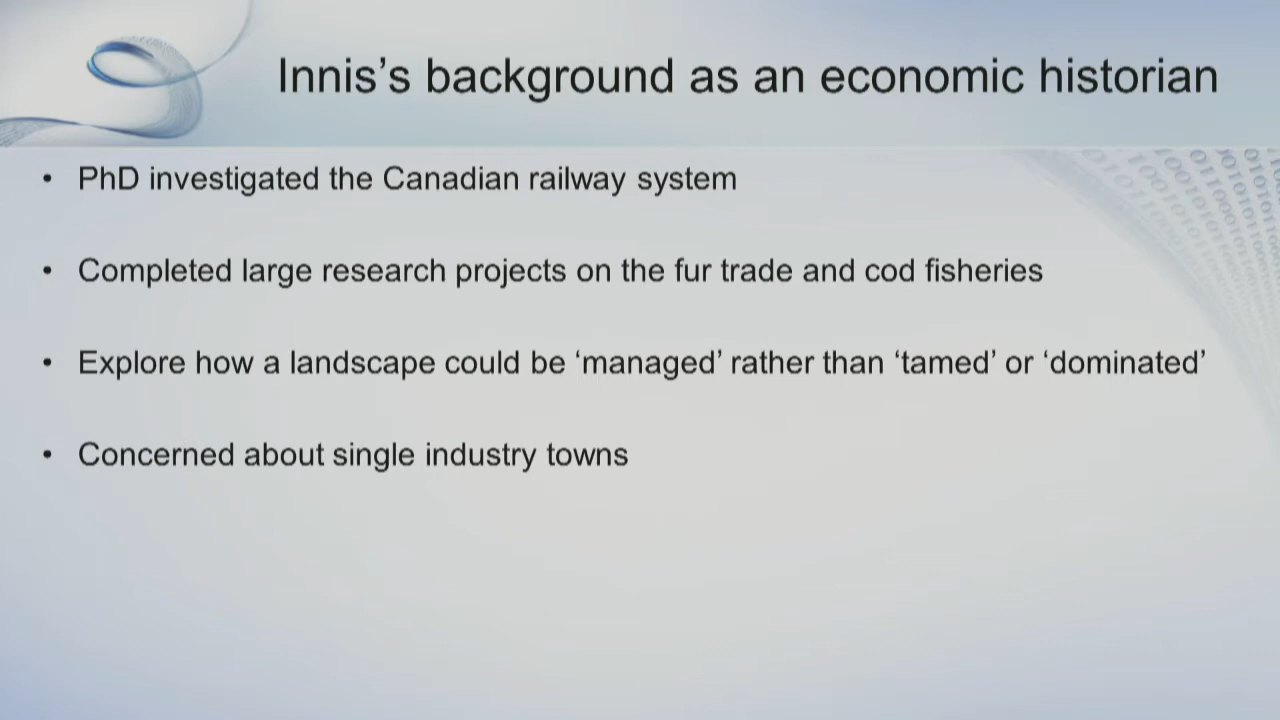 Innis’s background as an economic historian
• PhD investigated the Canadian railway system
• Completed large research projects on the fur trade and cod fisheries
• Explore how a landscape could be ‘managed’ rather than ‘tamed’ or ‘dominated’
• Concerned about single industry towns